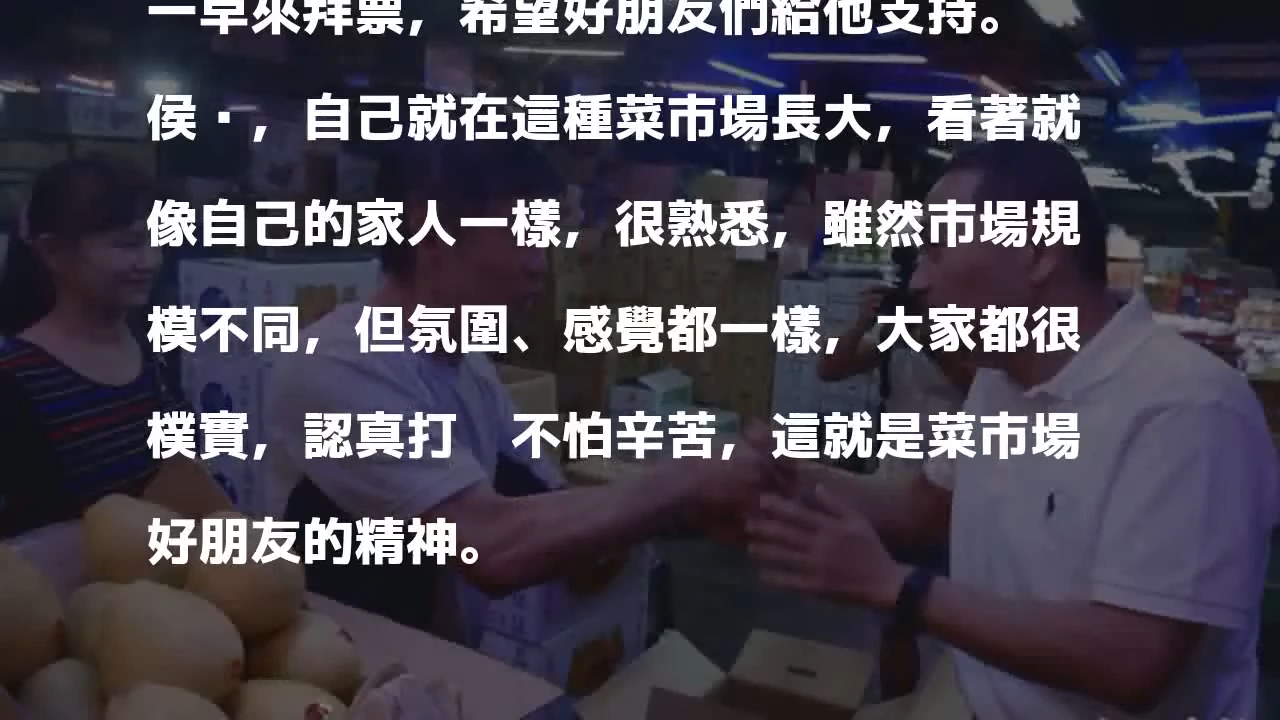 一早來拜票，希望好朋友們給他支持。
侯▪，自己就在這種菜市場長大，看著就
像自己的家人一樣，很熟悉，雖然市場規
模不同，但氛圍、感覺都一樣，大家都很
樸實，認真打　不怕辛苦，這就是菜市場
好朋友的精神。